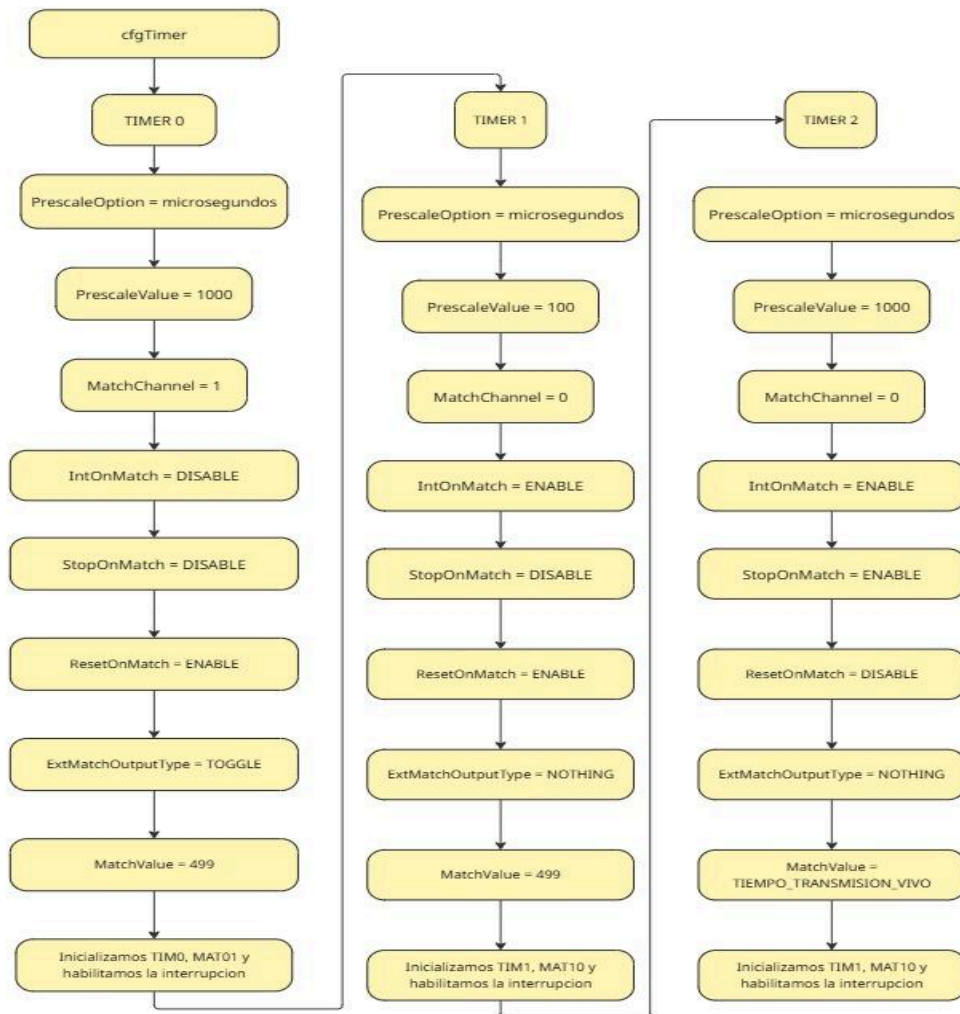 cfgTimer
TIMER 0
PrescaleOption = microsegundos
PrescaleValue = 1000
MatchChannel = 1
IntOnMatch = DISABLE
StopOnMatch = DISABLE
ResetOnMatch = ENABLE
ExtMatchOutputType = TOGGLE
MatchValue = 499
Inicializamos TIM0, MAT01 y
habilitamos la interrupcion
TIMER 1
PrescaleOption = microsegundos
PrescaleValue = 100
MatchChannel = 0
IntOnMatch = ENABLE
StopOnMatch = DISABLE
ResetOnMatch = ENABLE
ExtMatchOutputType = NOTHING
MatchValue = 499
Inicializamos TIM1, MAT10 y
habilitamos la interrupcion
TIMER 2
PrescaleOption = microsegundos
PrescaleValue = 1000
MatchChannel = 0
IntOnMatch = ENABLE
StopOnMatch = ENABLE
ResetOnMatch = DISABLE
ExtMatchOutputType = NOTHING
MatchValue =
TIEMPO_TRANSMISION_VIVO
Inicializamos TIM1, MAT10 y
habilitamos la interrupcion